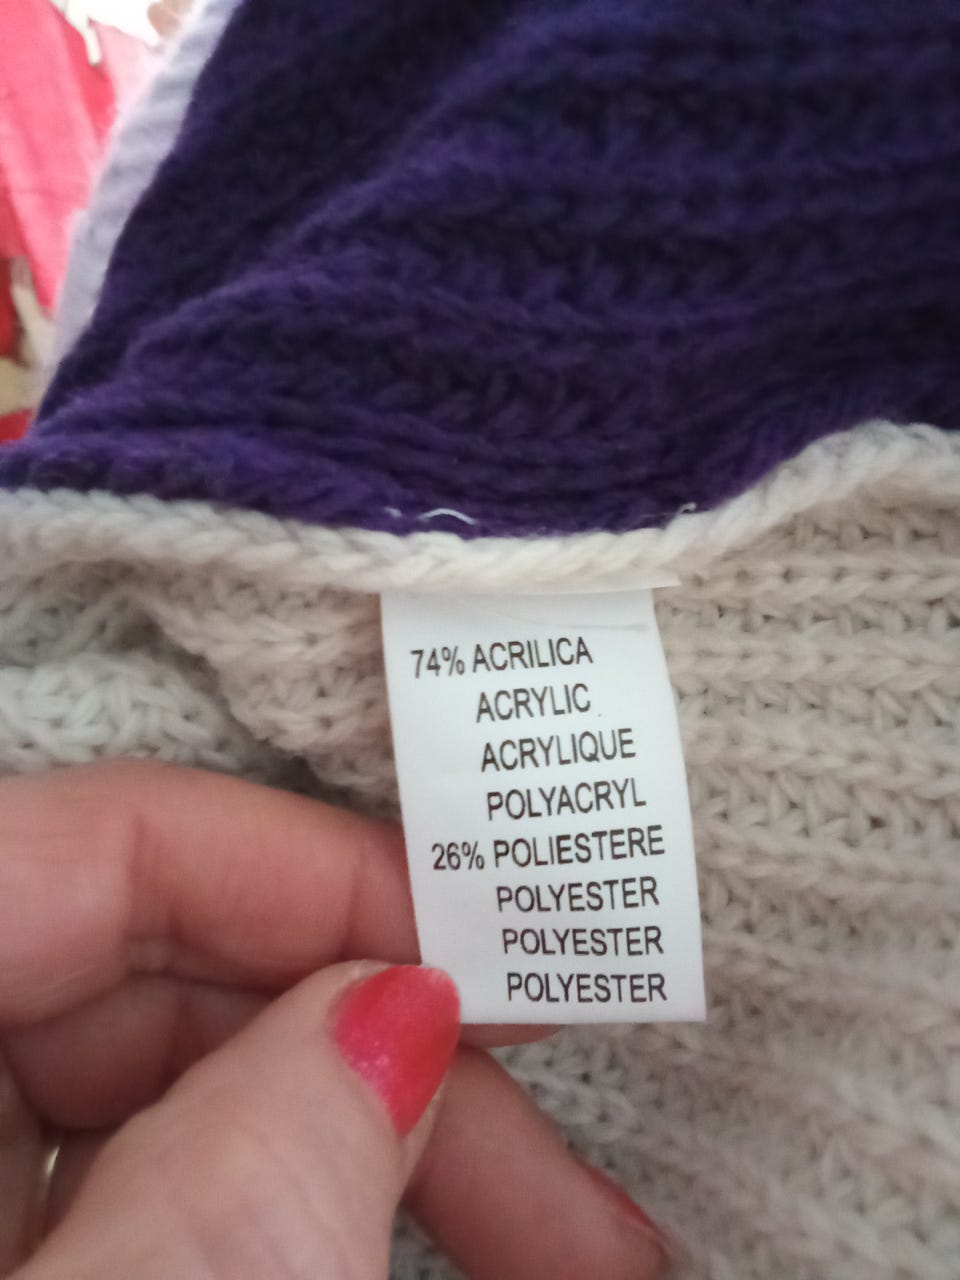 74% ACRILICA
ACRYLIC
ACRYLIQUE
POLYACRYL
26% POLIESTERE
POLYESTER
POLYESTER
POLYESTER